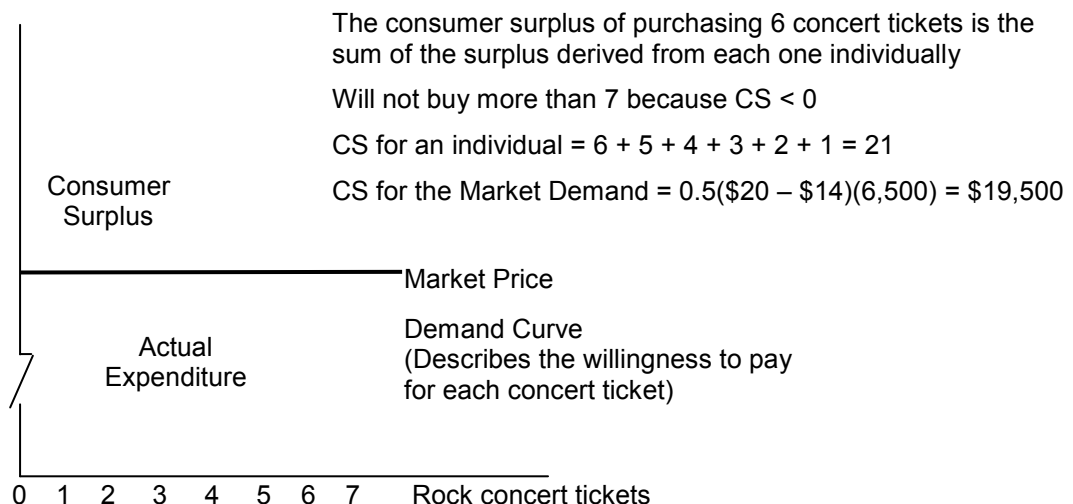 The consumer surplus of purchasing 6 concert tickets is the
sum of the surplus derived from each one individually
Will not buy more than 7 because CS < 0
CS for an individual = 6 + 5 + 4 + 3 + 2 + 1 = 21
CS for the Market Demand = 0.5($20 – $14)(6,500) = $19,500
Consumer
Surplus
Market Price
Demand Curve
(Describes the willingness to pay
for each concert ticket)
Actual
Expenditure
0 1 2 3 4 5 6 7 Rock concert tickets